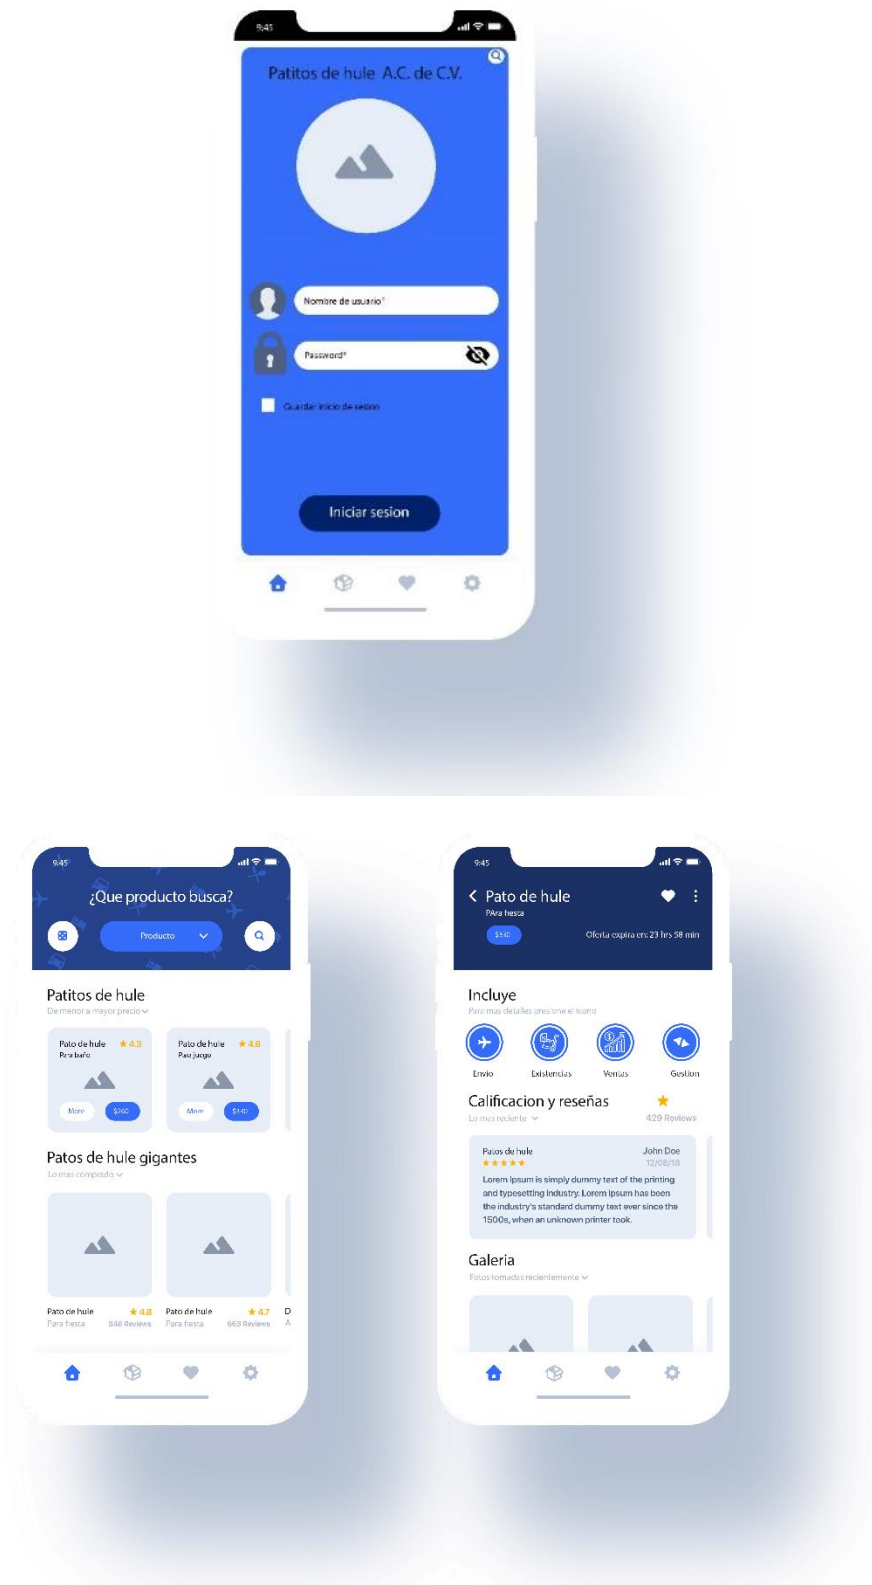 9:45
Patitos de hule A.C. de C.V.
Nombre de usuario*
Password*
Guardar inicio de sesion
Iniciar sesion
9:45
¿Que producto busca?
Producto
Patitos de hule
De menor a mayor precio
Pato de hule ★ 4.3
Para baño
More $260
Pato de hule ★ 4.6
Paa juego
More
Patos de hule gigantes
Lo mas comprado
Pato de hule ★ 4.8
Para fiesta 848 Reviews
Pato de hule ★ 4.7
Para fiesta 663 Reviews
D
A
9:45
Pato de hule
PAra fiesta
Oferta expira en: 23 hrs 58 min
Incluye
Para mas detalles presione el icono
Envio Existencias Ventas Gestion
Calificacion y reseñas
Lo mas reciente 429 Reviews
Patos de hule John Doe
★★★★★ 12/08/18
Lorem Ipsum is simply dummy text of the printing
and typesetting industry. Lorem Ipsum has been
the industry's standard dummy text ever since the
1500s, when an unknown printer took.
Galeria
Fotos tomadas recientemente